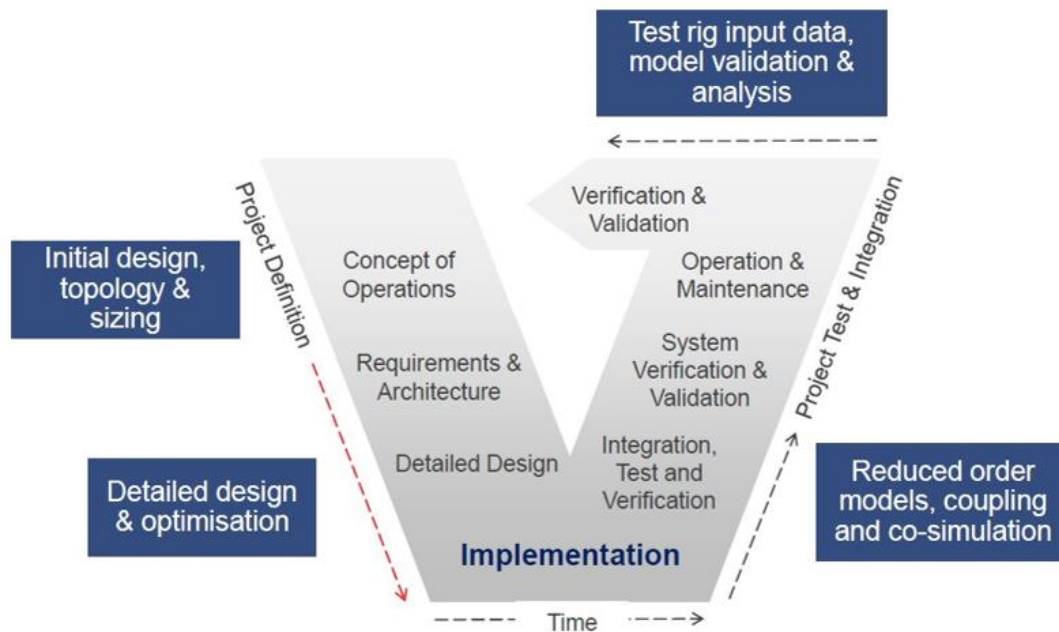 Test rig input data,
model validation &
analysis
Verification &
Validation
Project Definition
Initial design,
topology &
sizing
Concept of
Operations
Operation &
Maintenance
Project Test & Integration
Requirements &
Architecture
System
Verification &
Validation
Detailed design
& optimisation
Detailed Design
Integration,
Test and
Verification
Reduced order
models, coupling
and co-simulation
Implementation
Time